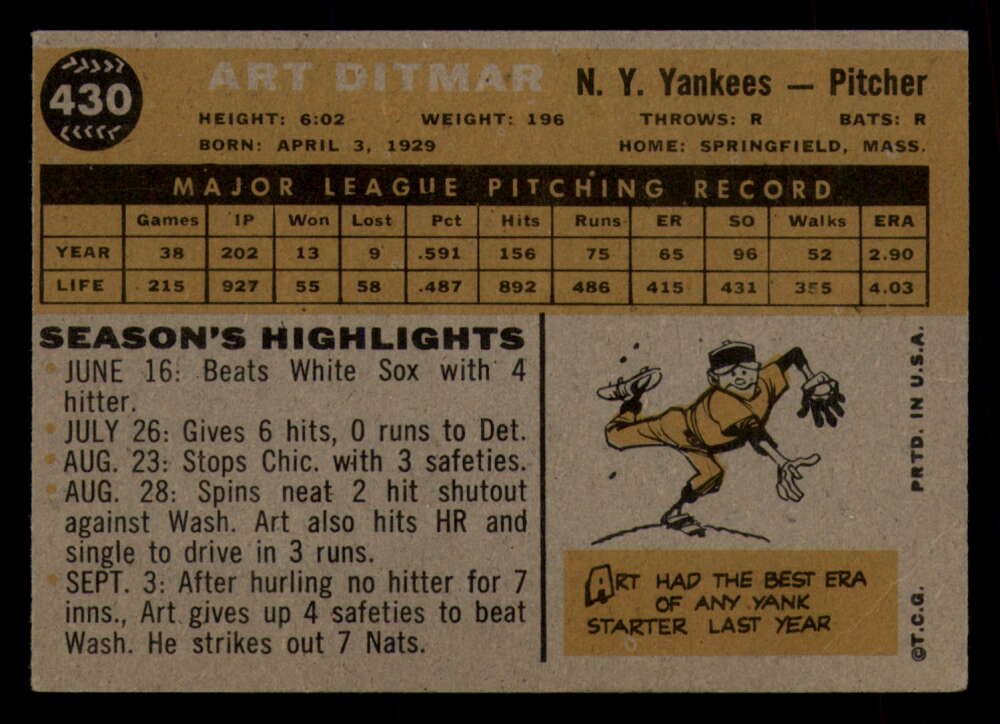 430
ART DITMAR N. Y. Yankees — Pitcher
HEIGHT: 6:02 WEIGHT: 196 THROWS: R BATS: R
BORN: APRIL 3, 1929 HOME: SPRINGFIELD, MASS.
MAJOR LEAGUE PITCHING RECORD
Games IP Won Lost Pct Hits Runs ER SO Walks ERA
YEAR 38 202 13 9 .591 156 75 65 96 52 2.90
LIFE 215 927 55 58 .487 892 486 415 431 355 4.03
SEASON'S HIGHLIGHTS
• JUNE 16: Beats White Sox with 4
hitter.
• JULY 26: Gives 6 hits, 0 runs to Det.
• AUG. 23: Stops Chic. with 3 safeties.
• AUG. 28: Spins neat 2 hit shutout
against Wash. Art also hits HR and
single to drive in 3 runs.
• SEPT. 3: After hurling no hitter for 7
inns., Art gives up 4 safeties to beat
Wash. He strikes out 7 Nats.
ART HAD THE BEST ERA
OF ANY YANK
STARTER LAST YEAR
©T.C.G. PRTD. IN U.S.A.